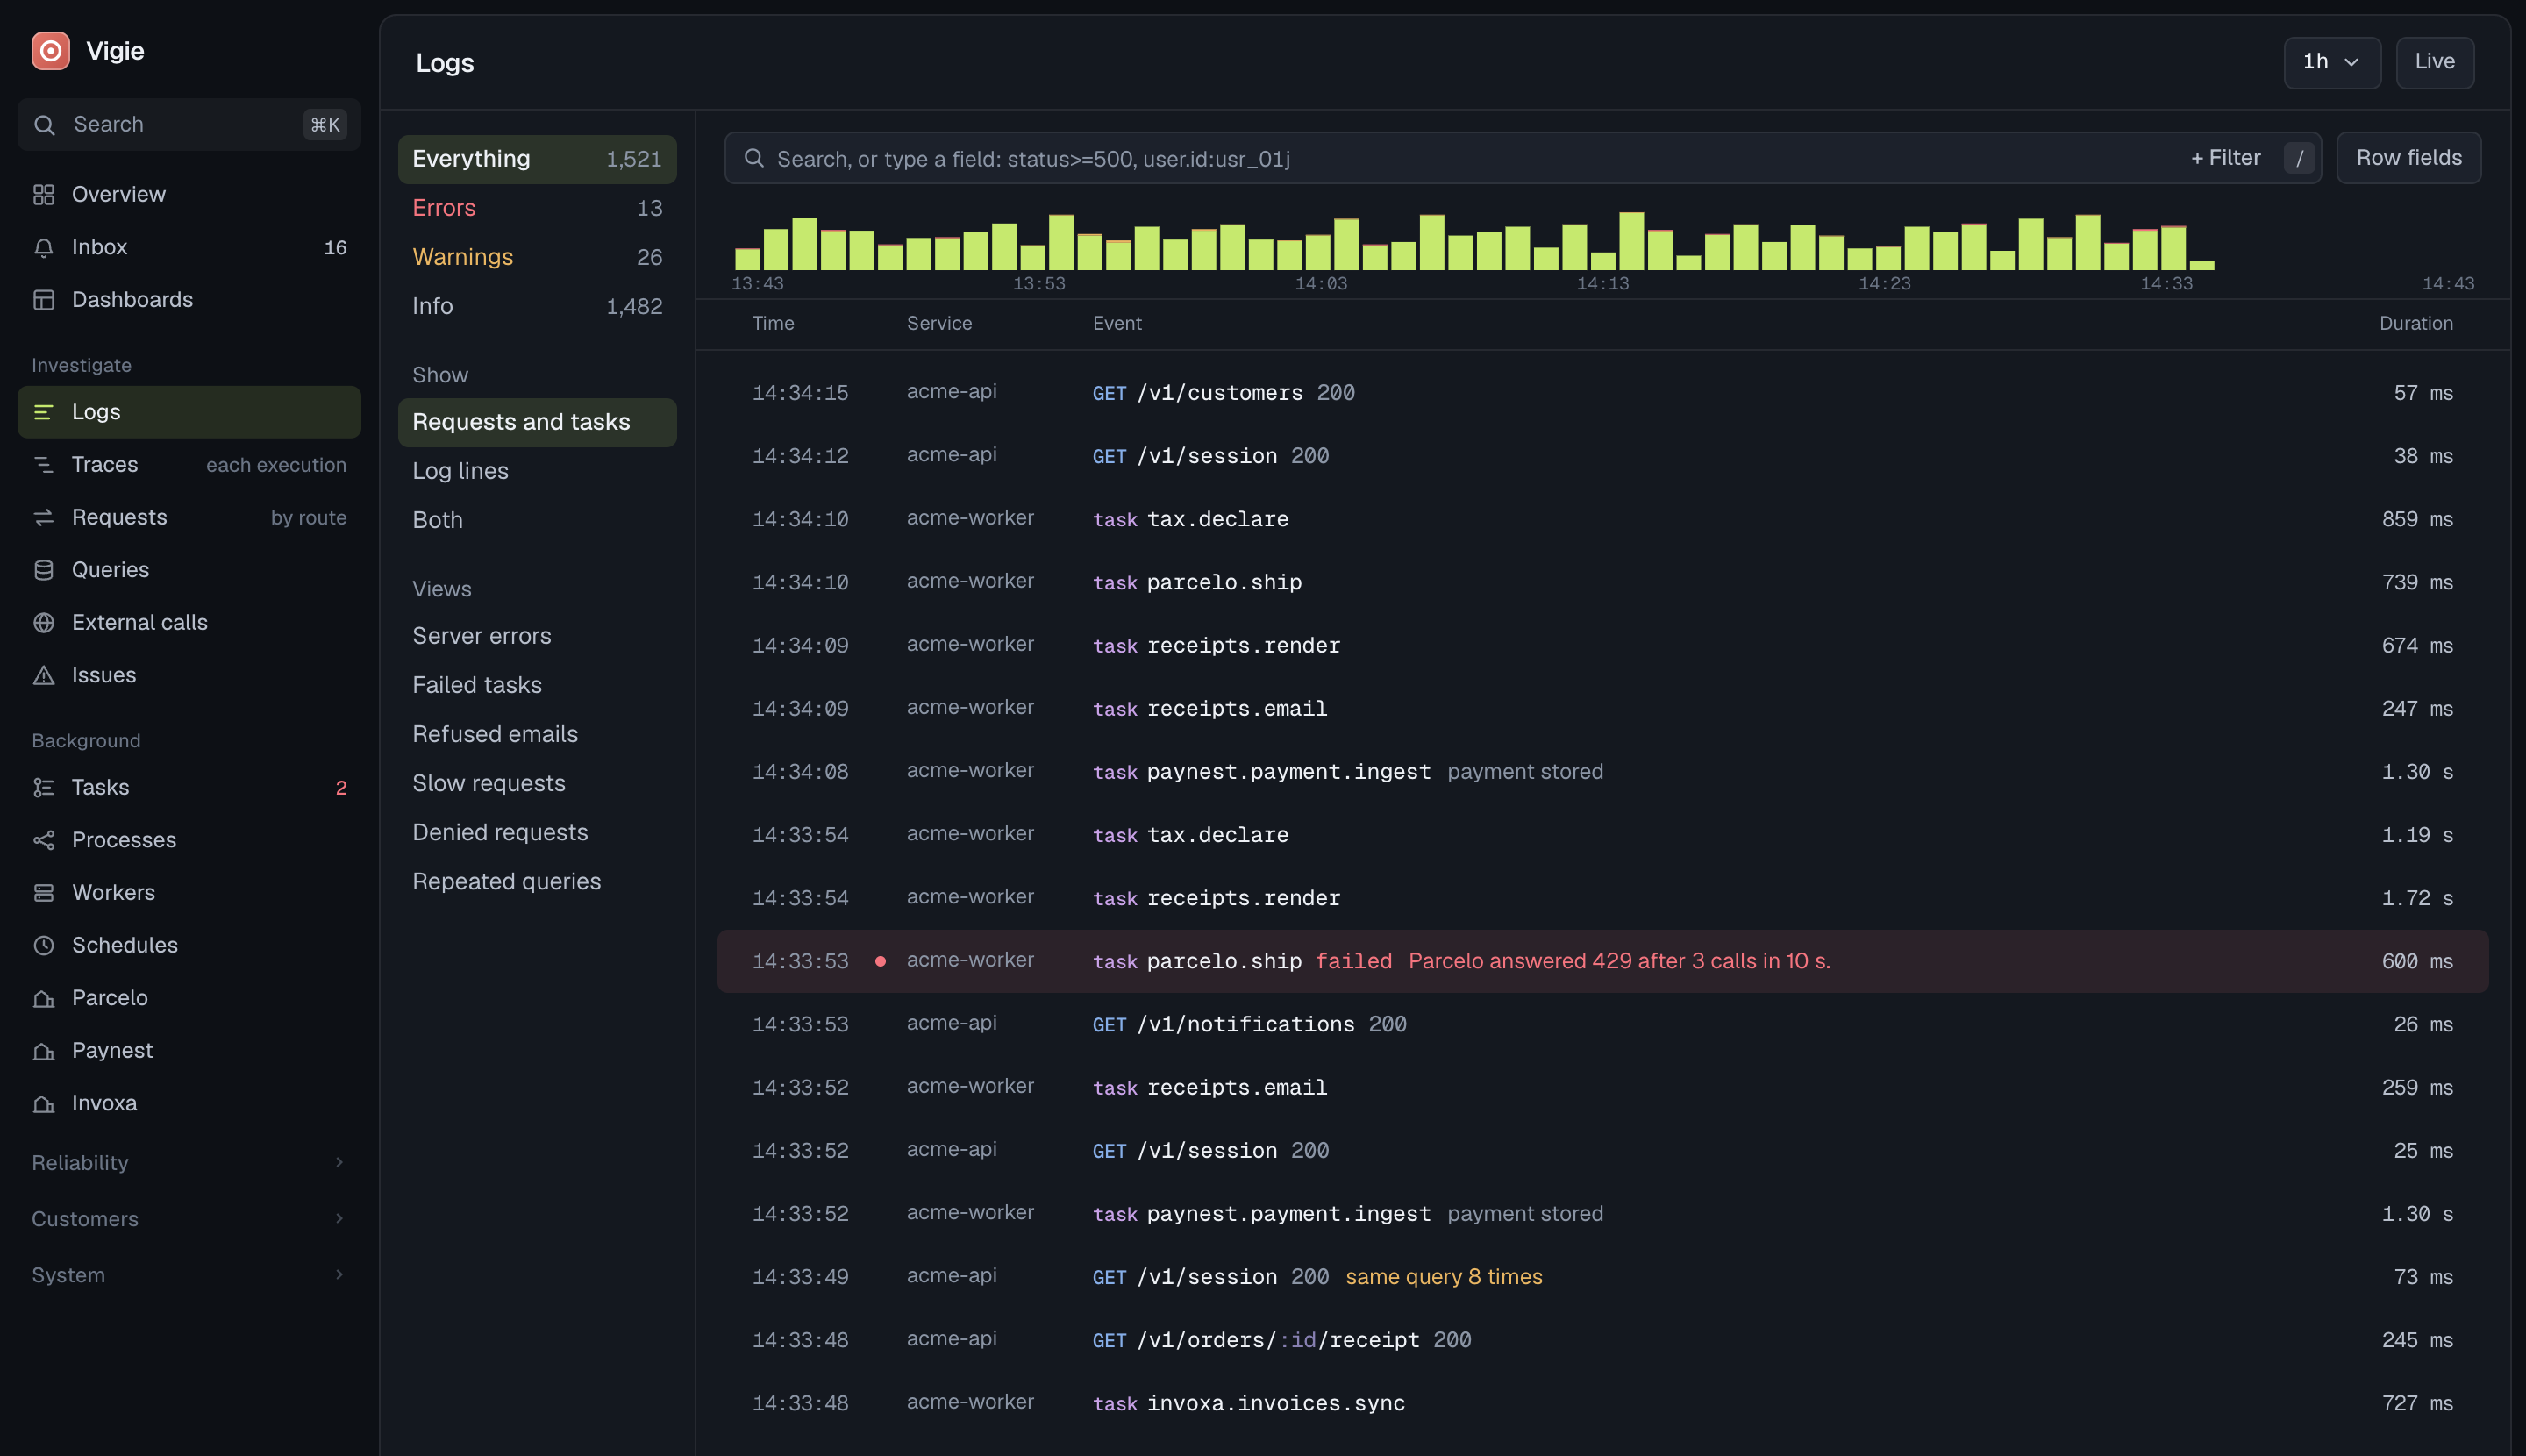 Vigie
Search ⌘K
Overview
Inbox 16
Dashboards
Investigate
Logs
Traces each execution
Requests by route
Queries
External calls
Issues
Background
Tasks 2
Processes
Workers
Schedules
Parcelo
Paynest
Invoxa
Reliability
Customers
System
Logs
1h
Live
Everything 1,521
Errors 13
Warnings 26
Info 1,482
Show
Requests and tasks
Log lines
Both
Views
Server errors
Failed tasks
Refused emails
Slow requests
Denied requests
Repeated queries
Search, or type a field: status>=500, user.id:usr_01j + Filter / Row fields
13:43 13:53 14:03 14:13 14:23 14:33 14:43
Time Service Event Duration
14:34:15 acme-api GET /v1/customers 200 57 ms
14:34:12 acme-api GET /v1/session 200 38 ms
14:34:10 acme-worker task tax.declare 859 ms
14:34:10 acme-worker task parcelo.ship 739 ms
14:34:09 acme-worker task receipts.render 674 ms
14:34:09 acme-worker task receipts.email 247 ms
14:34:08 acme-worker task paynest.payment.ingest payment stored 1.30 s
14:33:54 acme-worker task tax.declare 1.19 s
14:33:54 acme-worker task receipts.render 1.72 s
14:33:53 acme-worker task parcelo.ship failed Parcelo answered 429 after 3 calls in 10 s. 600 ms
14:33:53 acme-api GET /v1/notifications 200 26 ms
14:33:52 acme-worker task receipts.email 259 ms
14:33:52 acme-api GET /v1/session 200 25 ms
14:33:52 acme-worker task paynest.payment.ingest payment stored 1.30 s
14:33:49 acme-api GET /v1/session 200 same query 8 times 73 ms
14:33:48 acme-api GET /v1/orders/:id/receipt 200 245 ms
14:33:48 acme-worker task invoxa.invoices.sync 727 ms